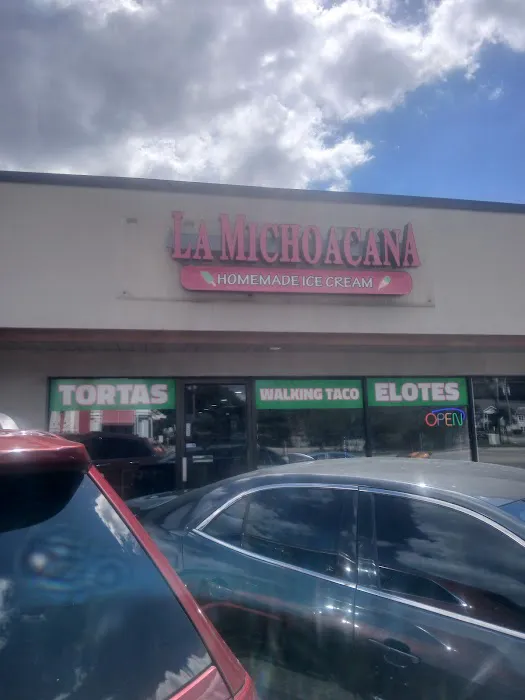 LA MICHOACANA
HOMEMADE ICE CREAM
TORTAS
WALKING TACO
ELOTES
OPEN